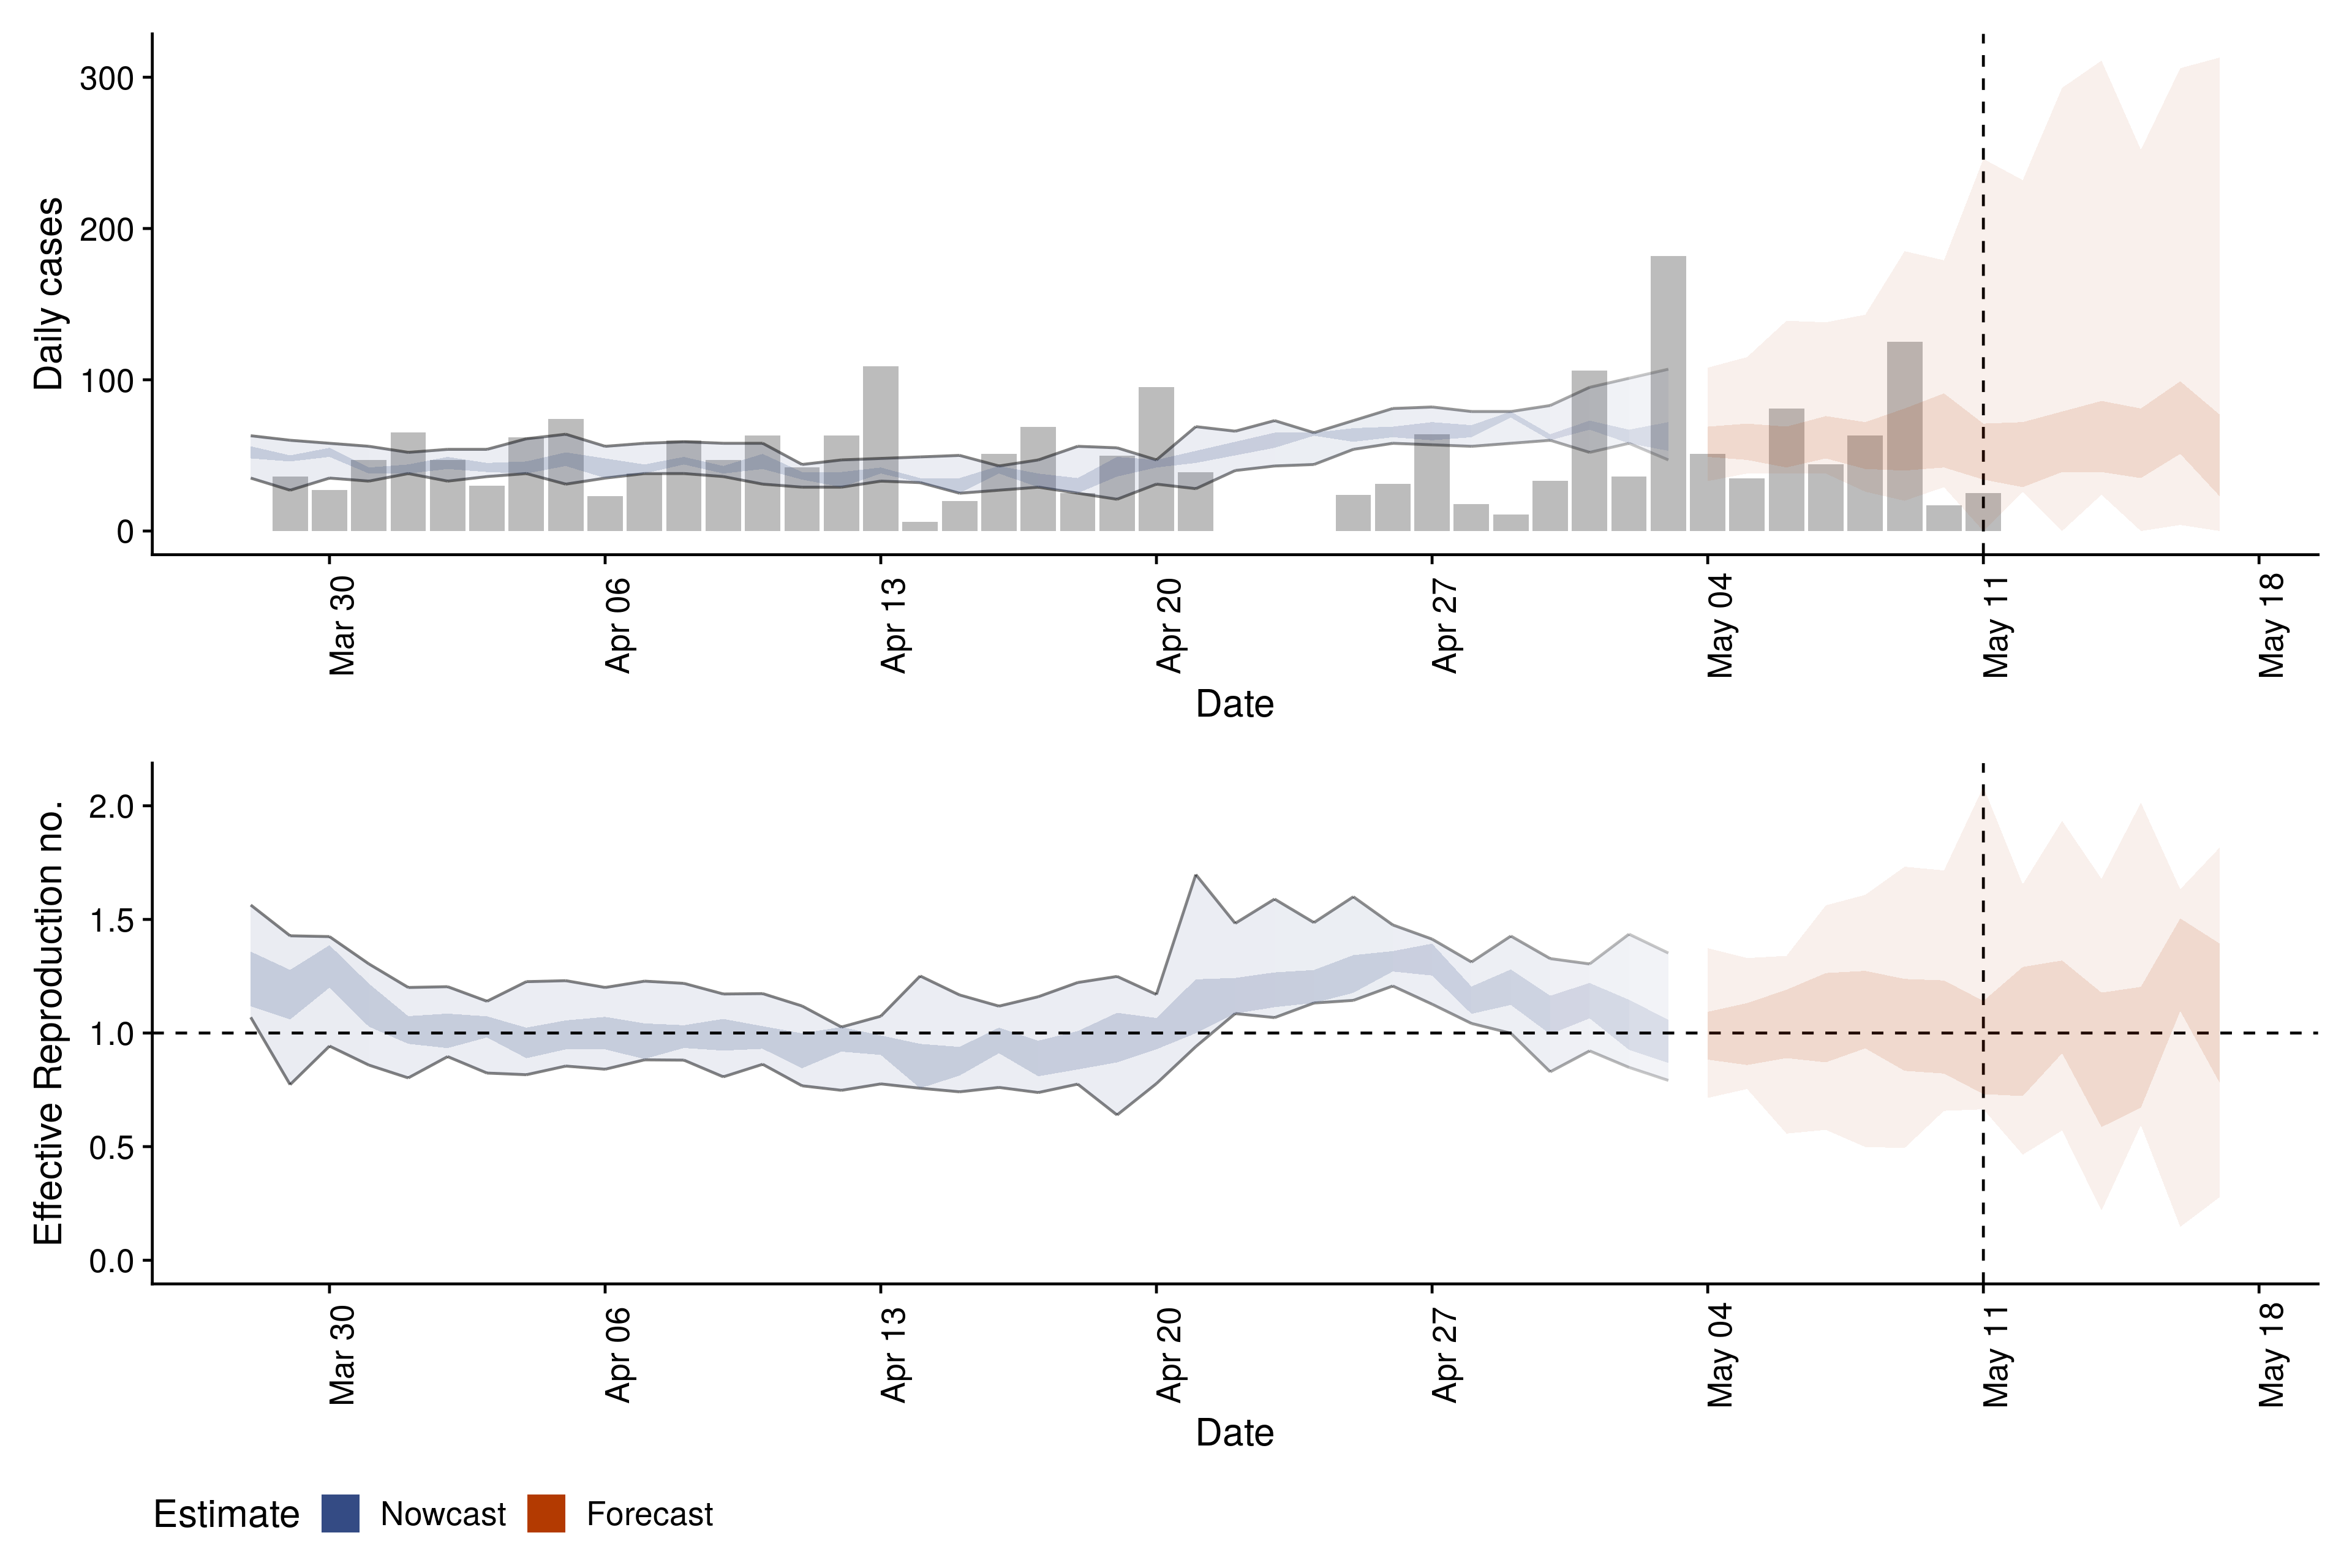 Daily cases
300
200
100
0
Mar 30
Apr 06
Apr 13
Apr 20
Apr 27
May 04
May 11
May 18
Date
Effective Reproduction no.
2.0
1.5
1.0
0.5
0.0
Mar 30
Apr 06
Apr 13
Apr 20
Apr 27
May 04
May 11
May 18
Date
Estimate Nowcast Forecast